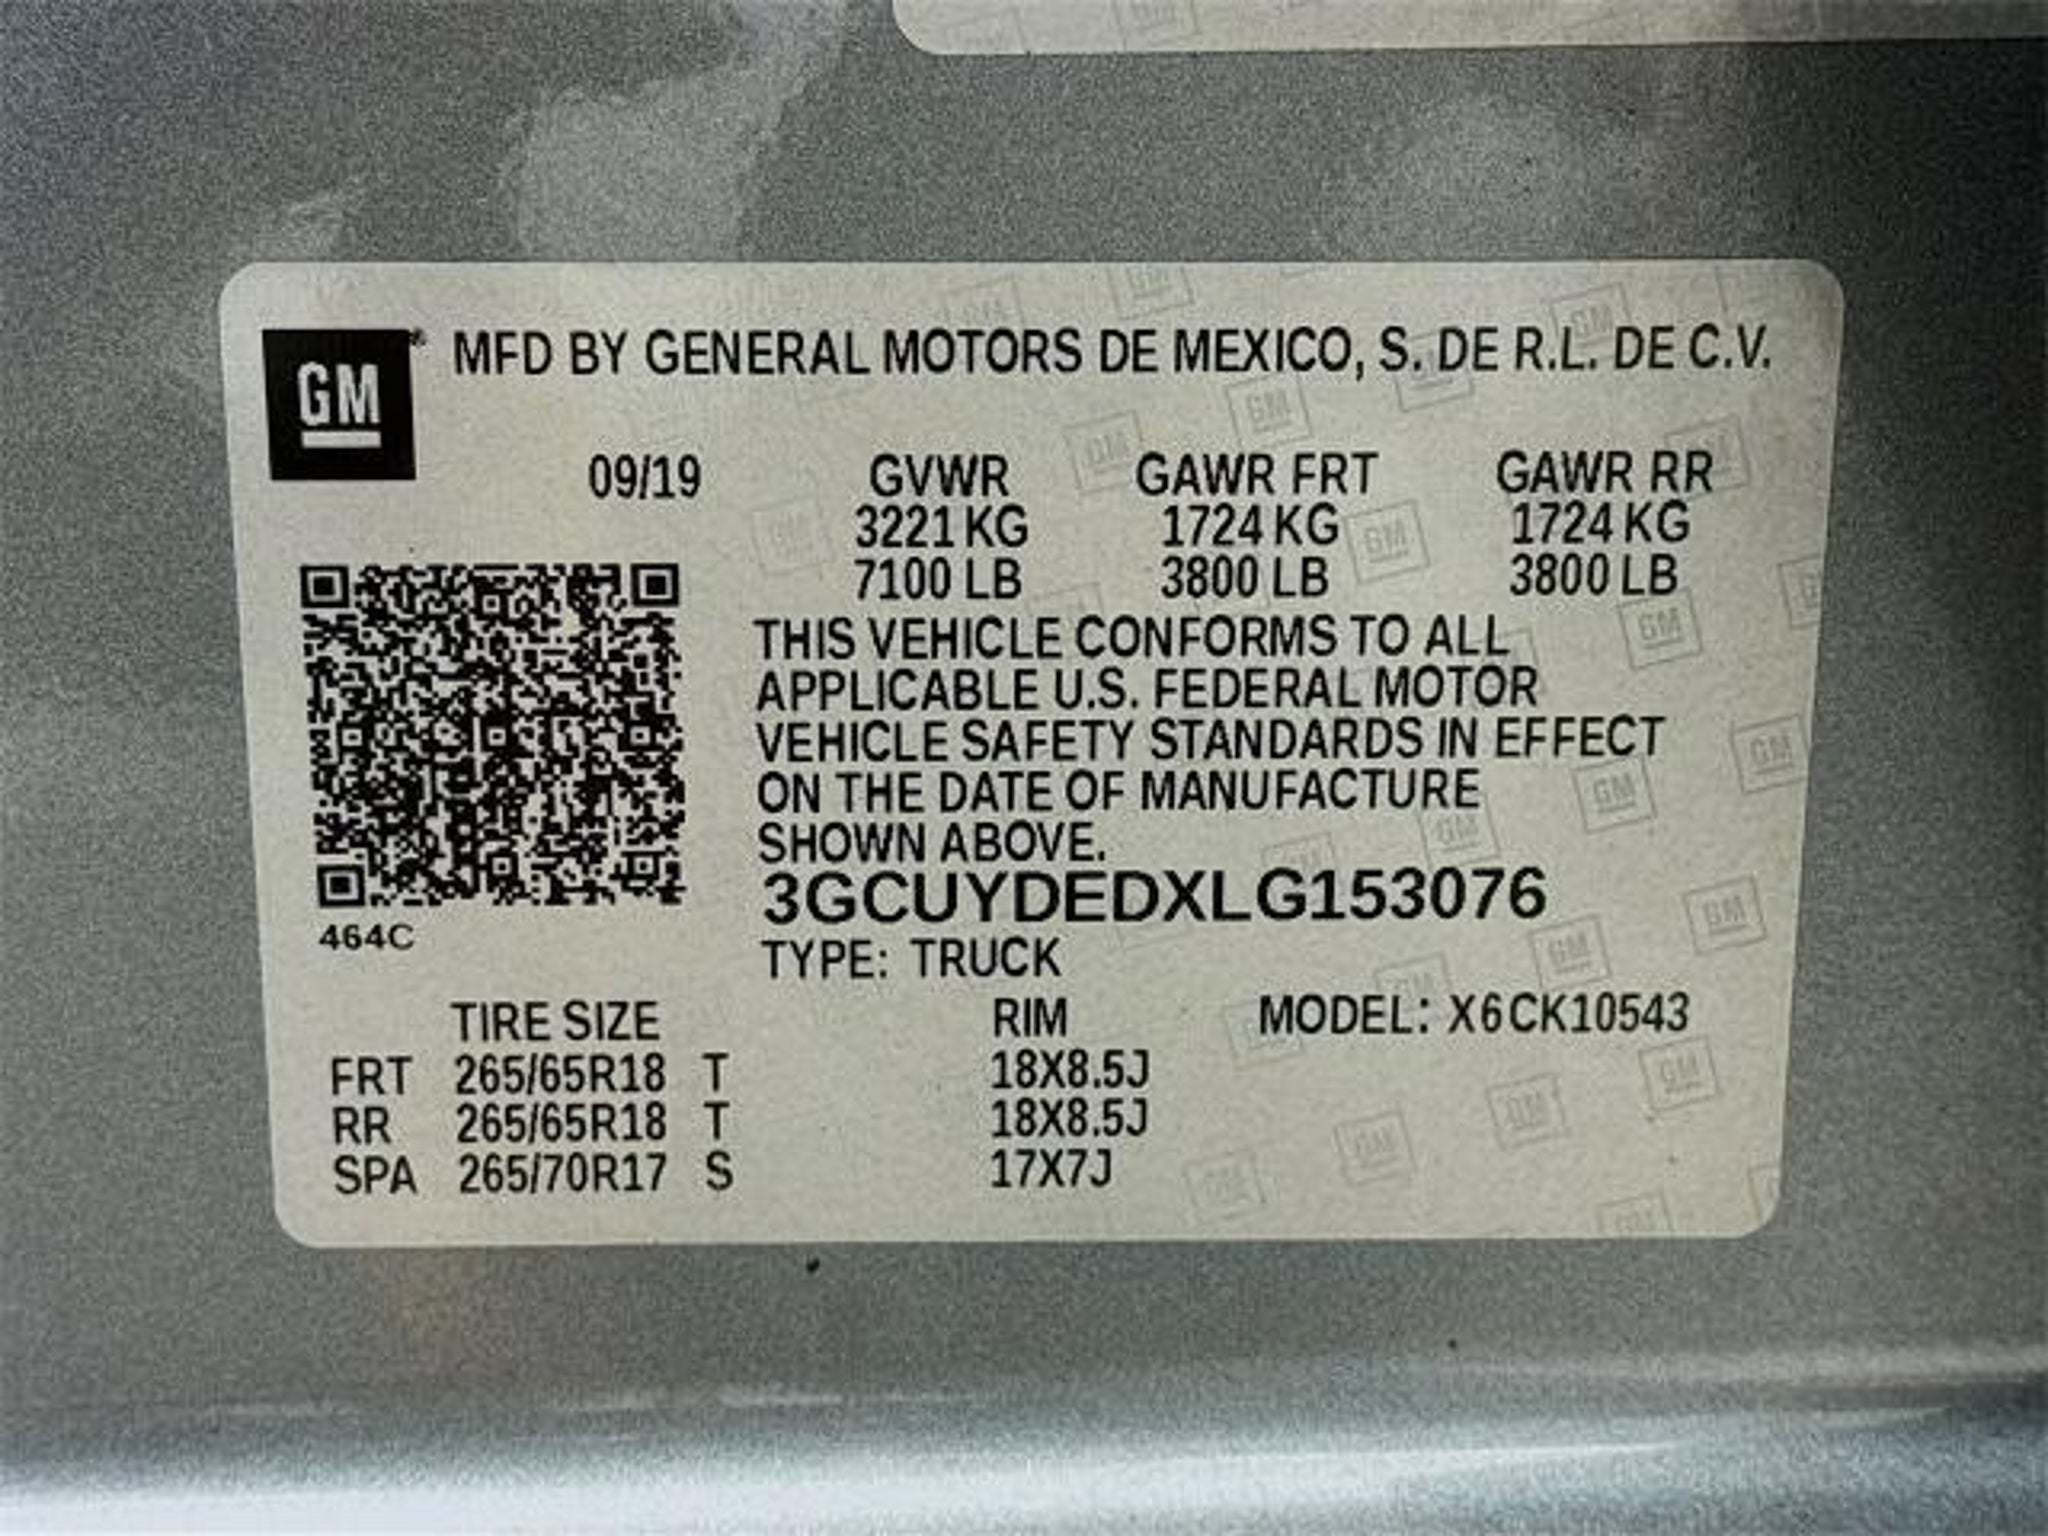 GM
MFD BY GENERAL MOTORS DE MEXICO, S. DE R.L. DE C.V.
09/19 GVWR GAWR FRT GAWR RR
3221 KG 1724 KG 1724 KG
7100 LB 3800 LB 3800 LB
THIS VEHICLE CONFORMS TO ALL
APPLICABLE U.S. FEDERAL MOTOR
VEHICLE SAFETY STANDARDS IN EFFECT
ON THE DATE OF MANUFACTURE
SHOWN ABOVE.
3GCUYDEDXLG153076
464C
TYPE: TRUCK
TIRE SIZE RIM MODEL: X6CK10543
FRT 265/65R18 T 18X8.5J
RR 265/65R18 T 18X8.5J
SPA 265/70R17 S 17X7J